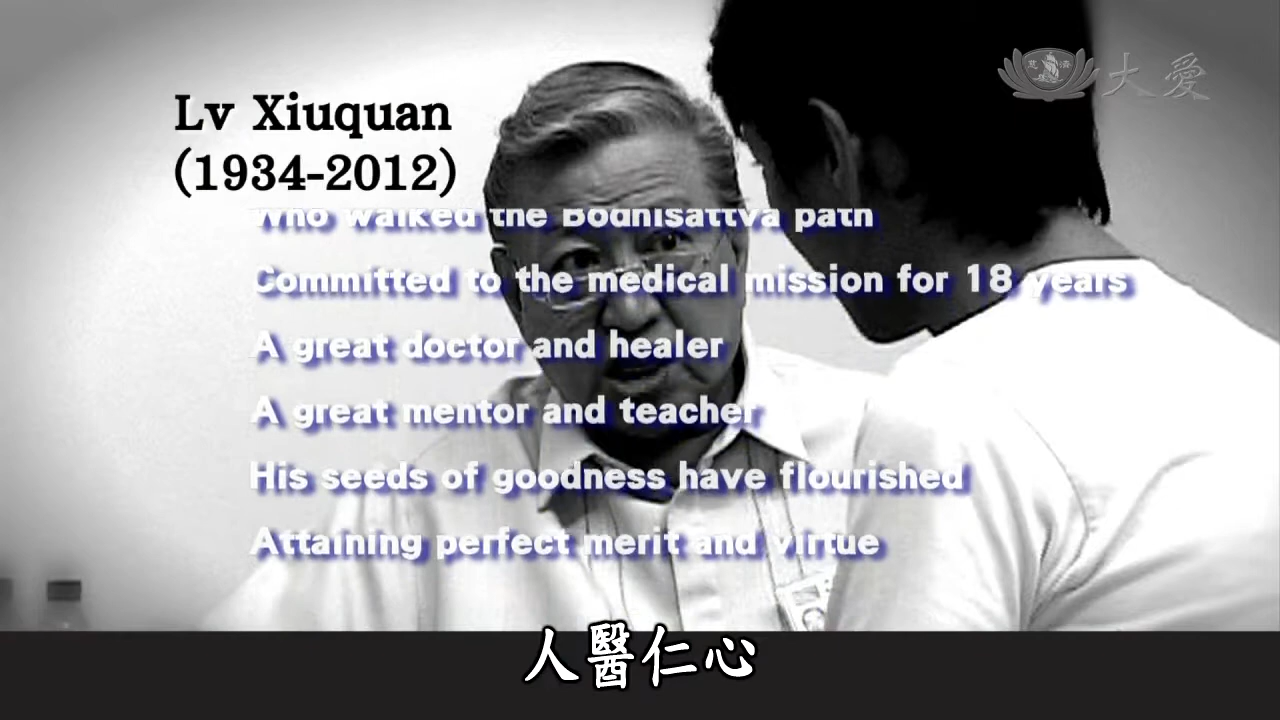 大愛
Lv Xiuquan
(1934-2012)
Who walked the Bodhisattva path
Committed to the medical mission for 18 years
A great doctor and healer
A great mentor and teacher
His seeds of goodness have flourished
Attaining perfect merit and virtue
人醫仁心